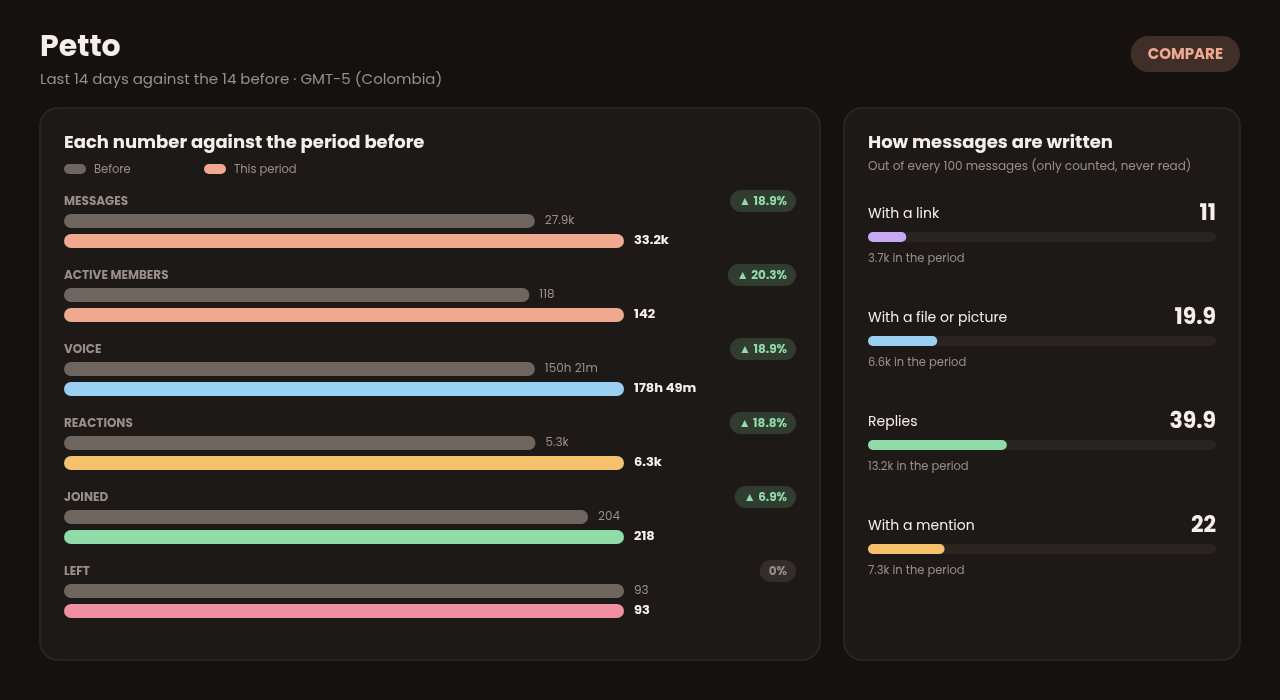 Petto
Last 14 days against the 14 before · GMT-5 (Colombia)
COMPARE
Each number against the period before
Before
This period
MESSAGES
▲ 18.9%
27.9k
33.2k
ACTIVE MEMBERS
▲ 20.3%
118
142
VOICE
▲ 18.9%
150h 21m
178h 49m
REACTIONS
▲ 18.8%
5.3k
6.3k
JOINED
▲ 6.9%
204
218
LEFT
0%
93
93
How messages are written
Out of every 100 messages (only counted, never read)
With a link
11
3.7k in the period
With a file or picture
19.9
6.6k in the period
Replies
39.9
13.2k in the period
With a mention
22
7.3k in the period